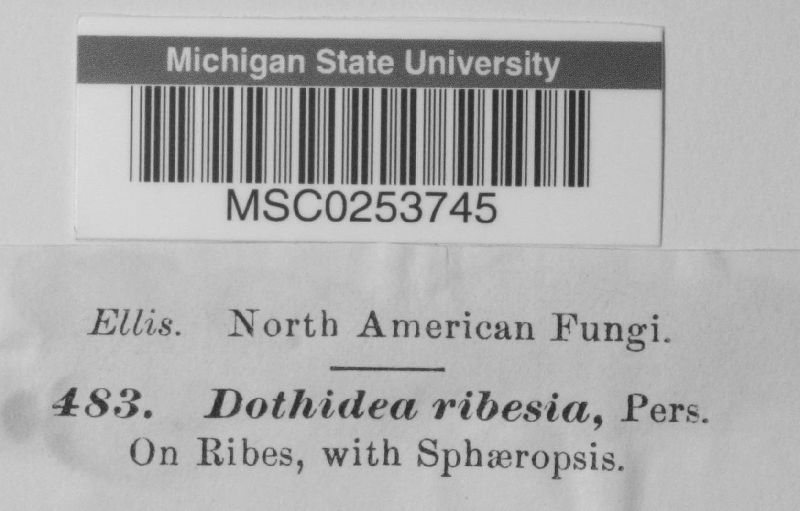 Michigan State University
MSC0253745
Ellis. North American Fungi.
483. Dothidea ribesia, Pers.
On Ribes, with Sphæropsis.